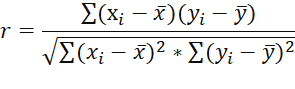 r = ∑(xᵢ − x̄)(yᵢ − ȳ) / √∑(xᵢ − x̄)² * ∑(yᵢ − ȳ)²